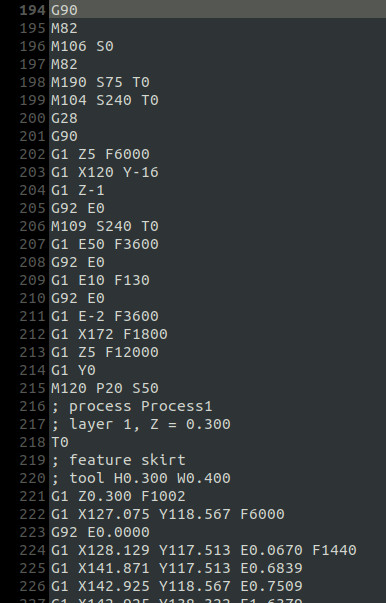 194 G90
195 M82
196 M106 S0
197 M82
198 M190 S75 T0
199 M104 S240 T0
200 G28
201 G90
202 G1 Z5 F6000
203 G1 X120 Y-16
204 G1 Z-1
205 G92 E0
206 M109 S240 T0
207 G1 E50 F3600
208 G92 E0
209 G1 E10 F130
210 G92 E0
211 G1 E-2 F3600
212 G1 X172 F1800
213 G1 Z5 F12000
214 G1 Y0
215 M120 P20 S50
216 ; process Process1
217 ; layer 1, Z = 0.300
218 T0
219 ; feature skirt
220 ; tool H0.300 W0.400
221 G1 Z0.300 F1002
222 G1 X127.075 Y118.567 F6000
223 G92 E0.0000
224 G1 X128.129 Y117.513 E0.0670 F1440
225 G1 X141.871 Y117.513 E0.6839
226 G1 X142.925 Y118.567 E0.7509
227 G1 X142.925